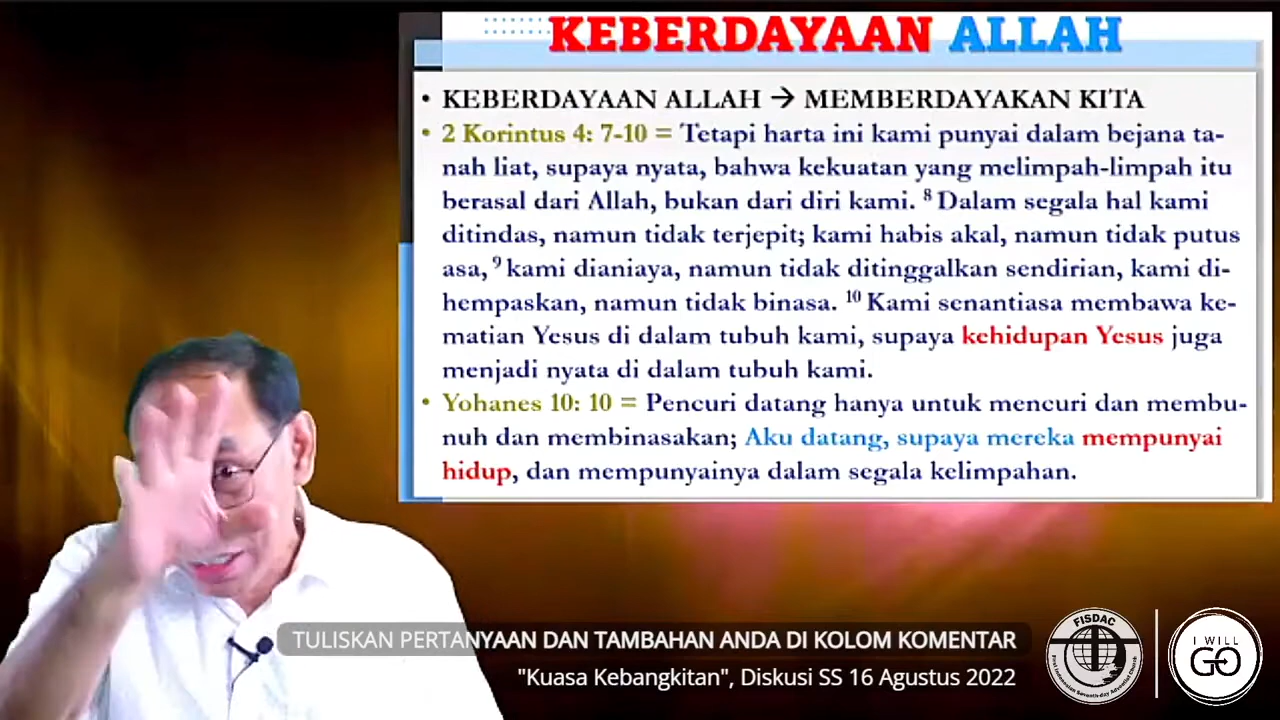 KEBERDAYAAN ALLAH
• KEBERDAYAAN ALLAH → MEMBERDAYAKAN KITA
• 2 Korintus 4: 7-10 = Tetapi harta ini kami punyai dalam bejana ta-
nah liat, supaya nyata, bahwa kekuatan yang melimpah-limpah itu
berasal dari Allah, bukan dari diri kami. ⁸ Dalam segala hal kami
ditindas, namun tidak terjepit; kami habis akal, namun tidak putus
asa, ⁹ kami dianiaya, namun tidak ditinggalkan sendirian, kami di-
hempaskan, namun tidak binasa. ¹⁰ Kami senantiasa membawa ke-
matian Yesus di dalam tubuh kami, supaya kehidupan Yesus juga
menjadi nyata di dalam tubuh kami.
• Yohanes 10: 10 = Pencuri datang hanya untuk mencuri dan membu-
nuh dan membinasakan; Aku datang, supaya mereka mempunyai
hidup, dan mempunyainya dalam segala kelimpahan.
TULISKAN PERTANYAAN DAN TAMBAHAN ANDA DI KOLOM KOMENTAR
"Kuasa Kebangkitan", Diskusi SS 16 Agustus 2022
FISDAC
First Indonesian Seventh-day Adventist Church
I WILL
GO